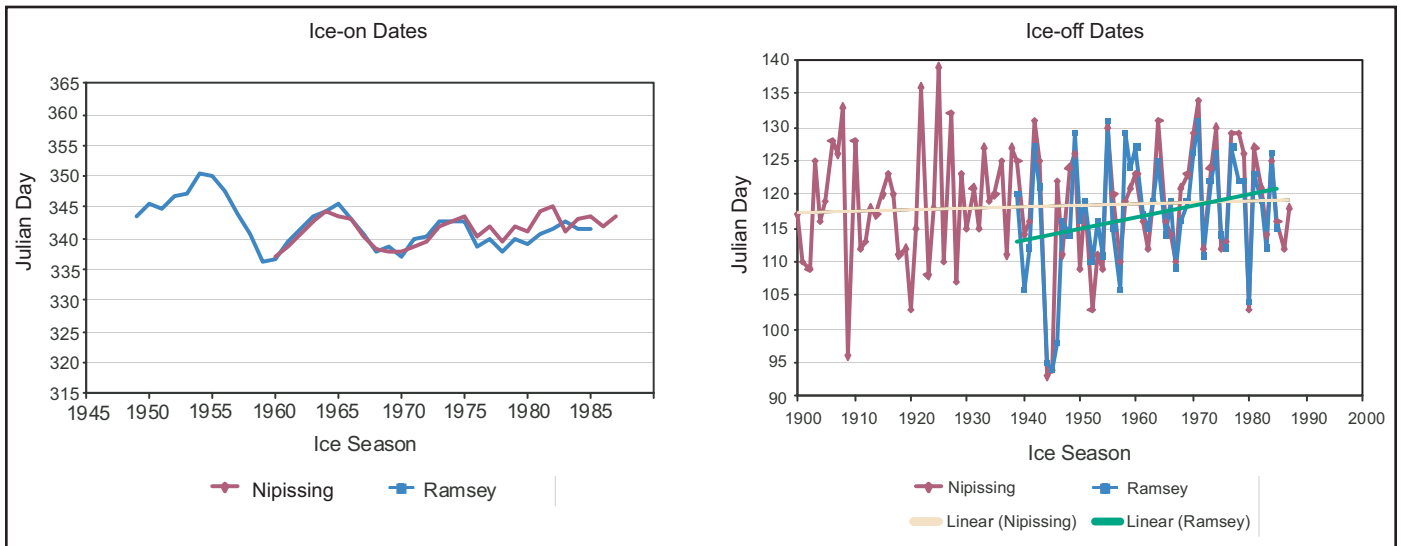 Ice-on Dates
365
360
355
350
345
340
335
330
325
320
315
Julian Day
1945 1950 1955 1960 1965 1970 1975 1980 1985
Ice Season
Nipissing Ramsey
Ice-off Dates
140
135
130
125
120
115
110
105
100
95
90
Julian Day
1900 1910 1920 1930 1940 1950 1960 1970 1980 1990 2000
Ice Season
Nipissing Ramsey
Linear (Nipissing) Linear (Ramsey)